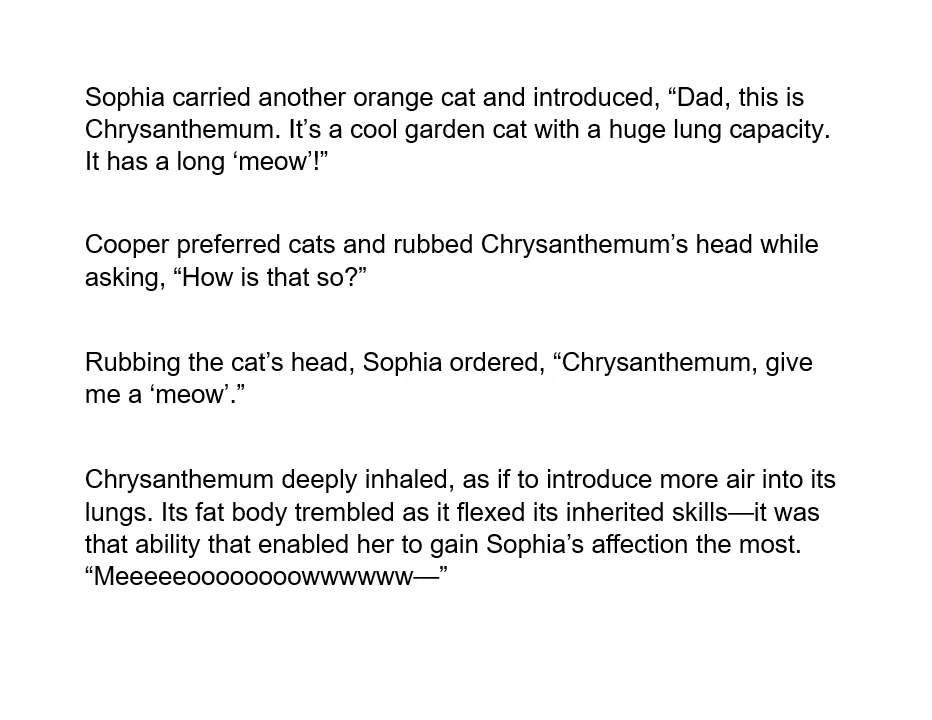 Sophia carried another orange cat and introduced, “Dad, this is
Chrysanthemum. It’s a cool garden cat with a huge lung capacity.
It has a long ‘meow’!”
Cooper preferred cats and rubbed Chrysanthemum’s head while
asking, “How is that so?”
Rubbing the cat’s head, Sophia ordered, “Chrysanthemum, give
me a ‘meow’.”
Chrysanthemum deeply inhaled, as if to introduce more air into its
lungs. Its fat body trembled as it flexed its inherited skills—it was
that ability that enabled her to gain Sophia’s affection the most.
“Meeeeeoooooooowwwwww—”